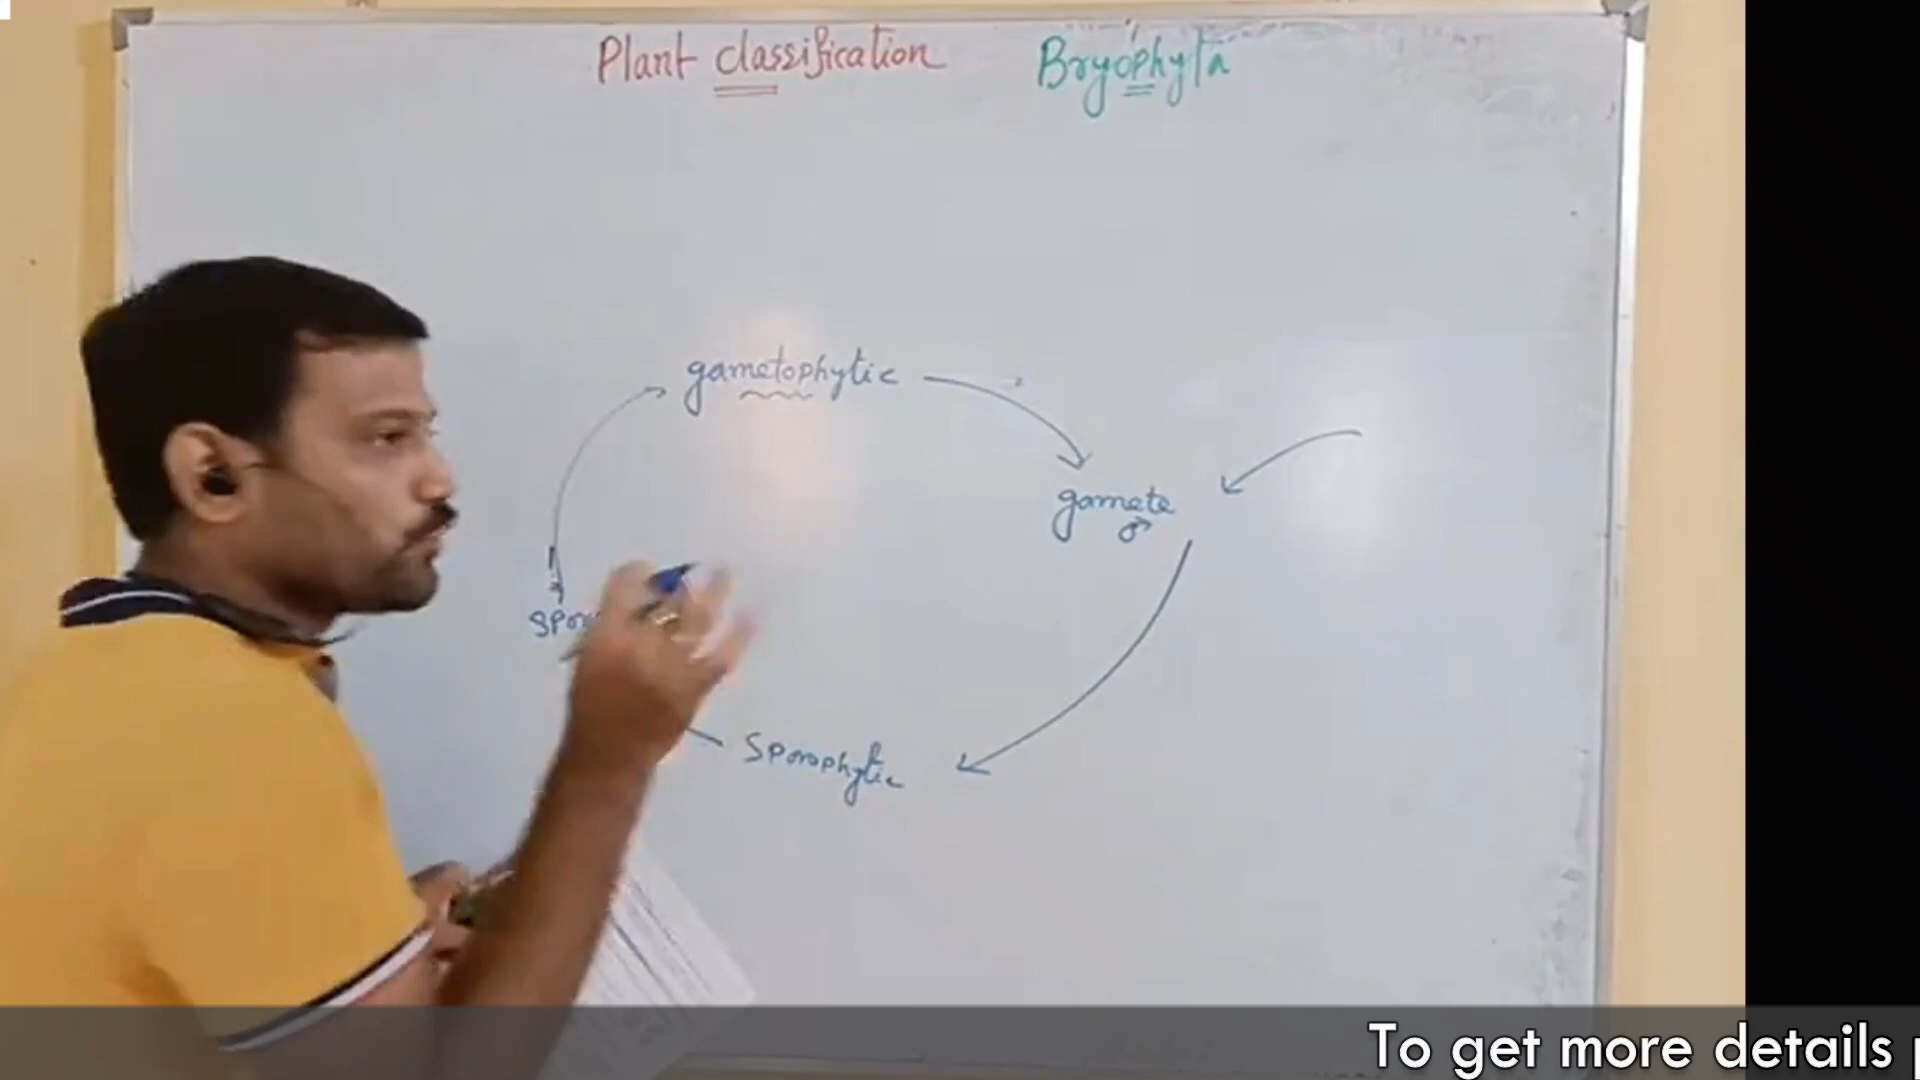 Plant classification Bryophyta
gametophytic
gamete
♂
Sporophytic
To get more details